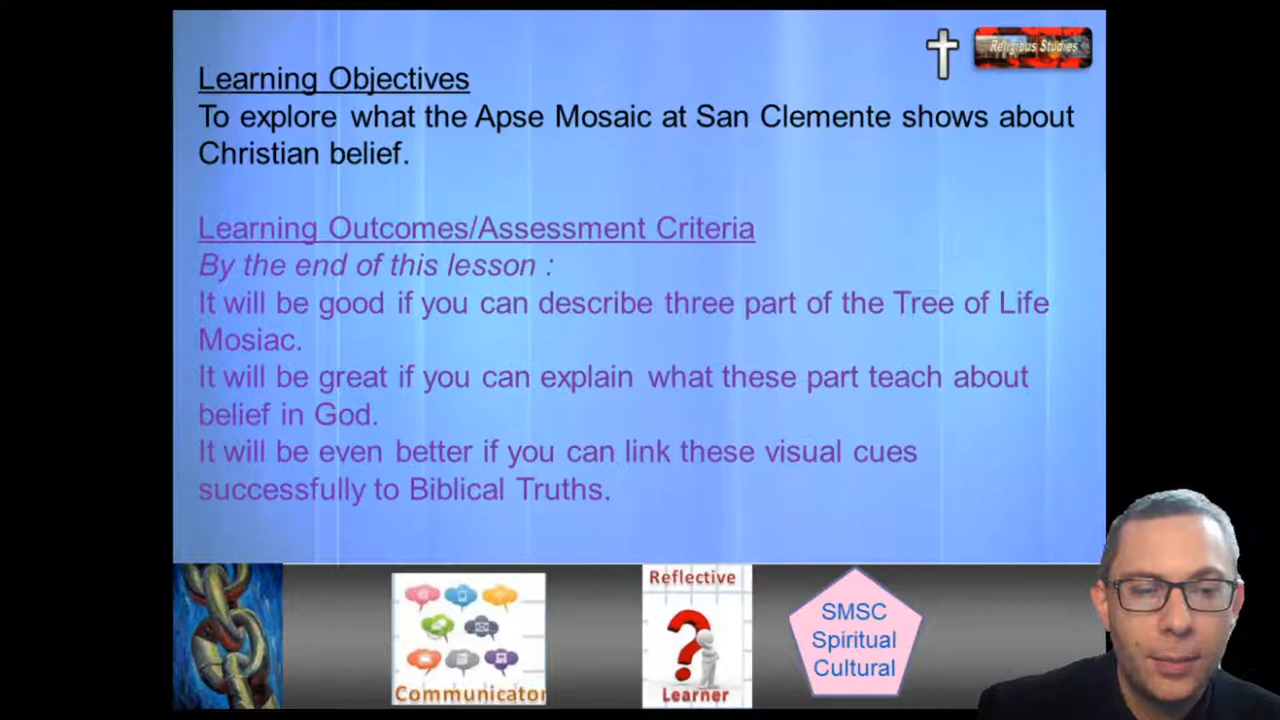 Religious Studies
Learning Objectives
To explore what the Apse Mosaic at San Clemente shows about
Christian belief.
Learning Outcomes/Assessment Criteria
By the end of this lesson :
It will be good if you can describe three part of the Tree of Life
Mosiac.
It will be great if you can explain what these part teach about
belief in God.
It will be even better if you can link these visual cues
successfully to Biblical Truths.
Communicator
Reflective
Learner
SMSC
Spiritual
Cultural